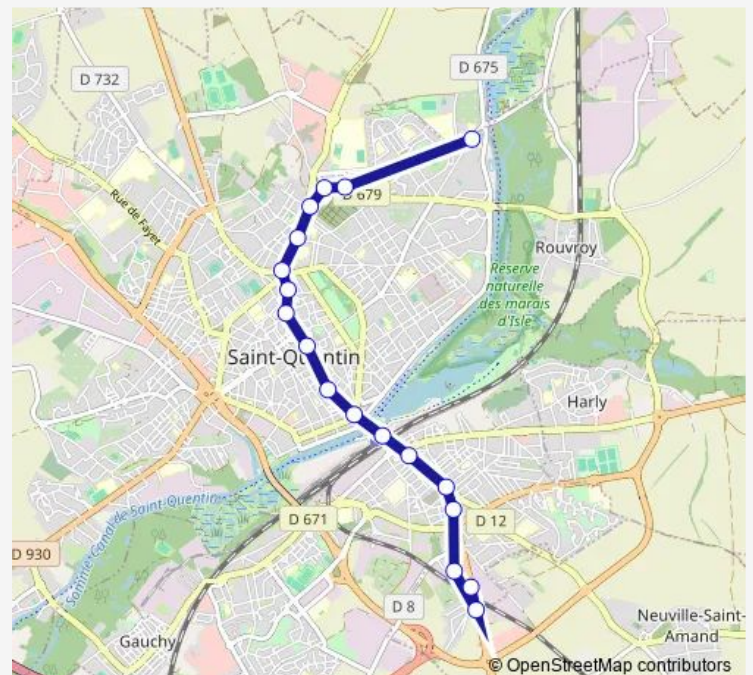 D 675
D 732
Rue de Fayet
D 679
Rouvroy
Reserve
naturelle
des marais
d'Isle
Saint-Quentin
Harly
Somme
Canal de Saint-Quentin
D 671
D 12
D 930
D 8
Gauchy
Neuville-Saint-
Amand
© OpenStreetMap contributors